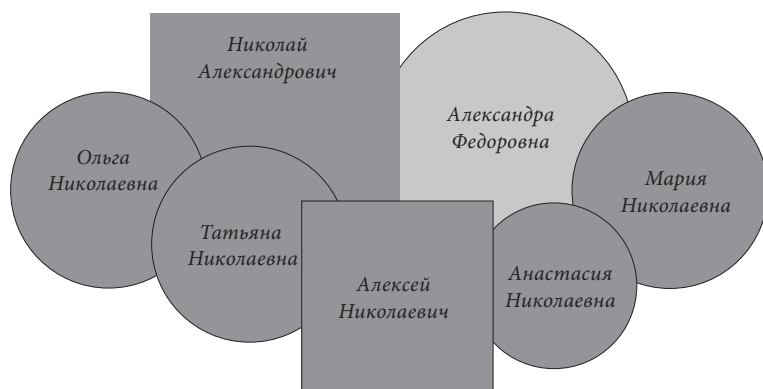 Николай
Александрович
Александра
Федоровна
Ольга
Николаевна
Мария
Николаевна
Татьяна
Николаевна
Алексей
Николаевич
Анастасия
Николаевна